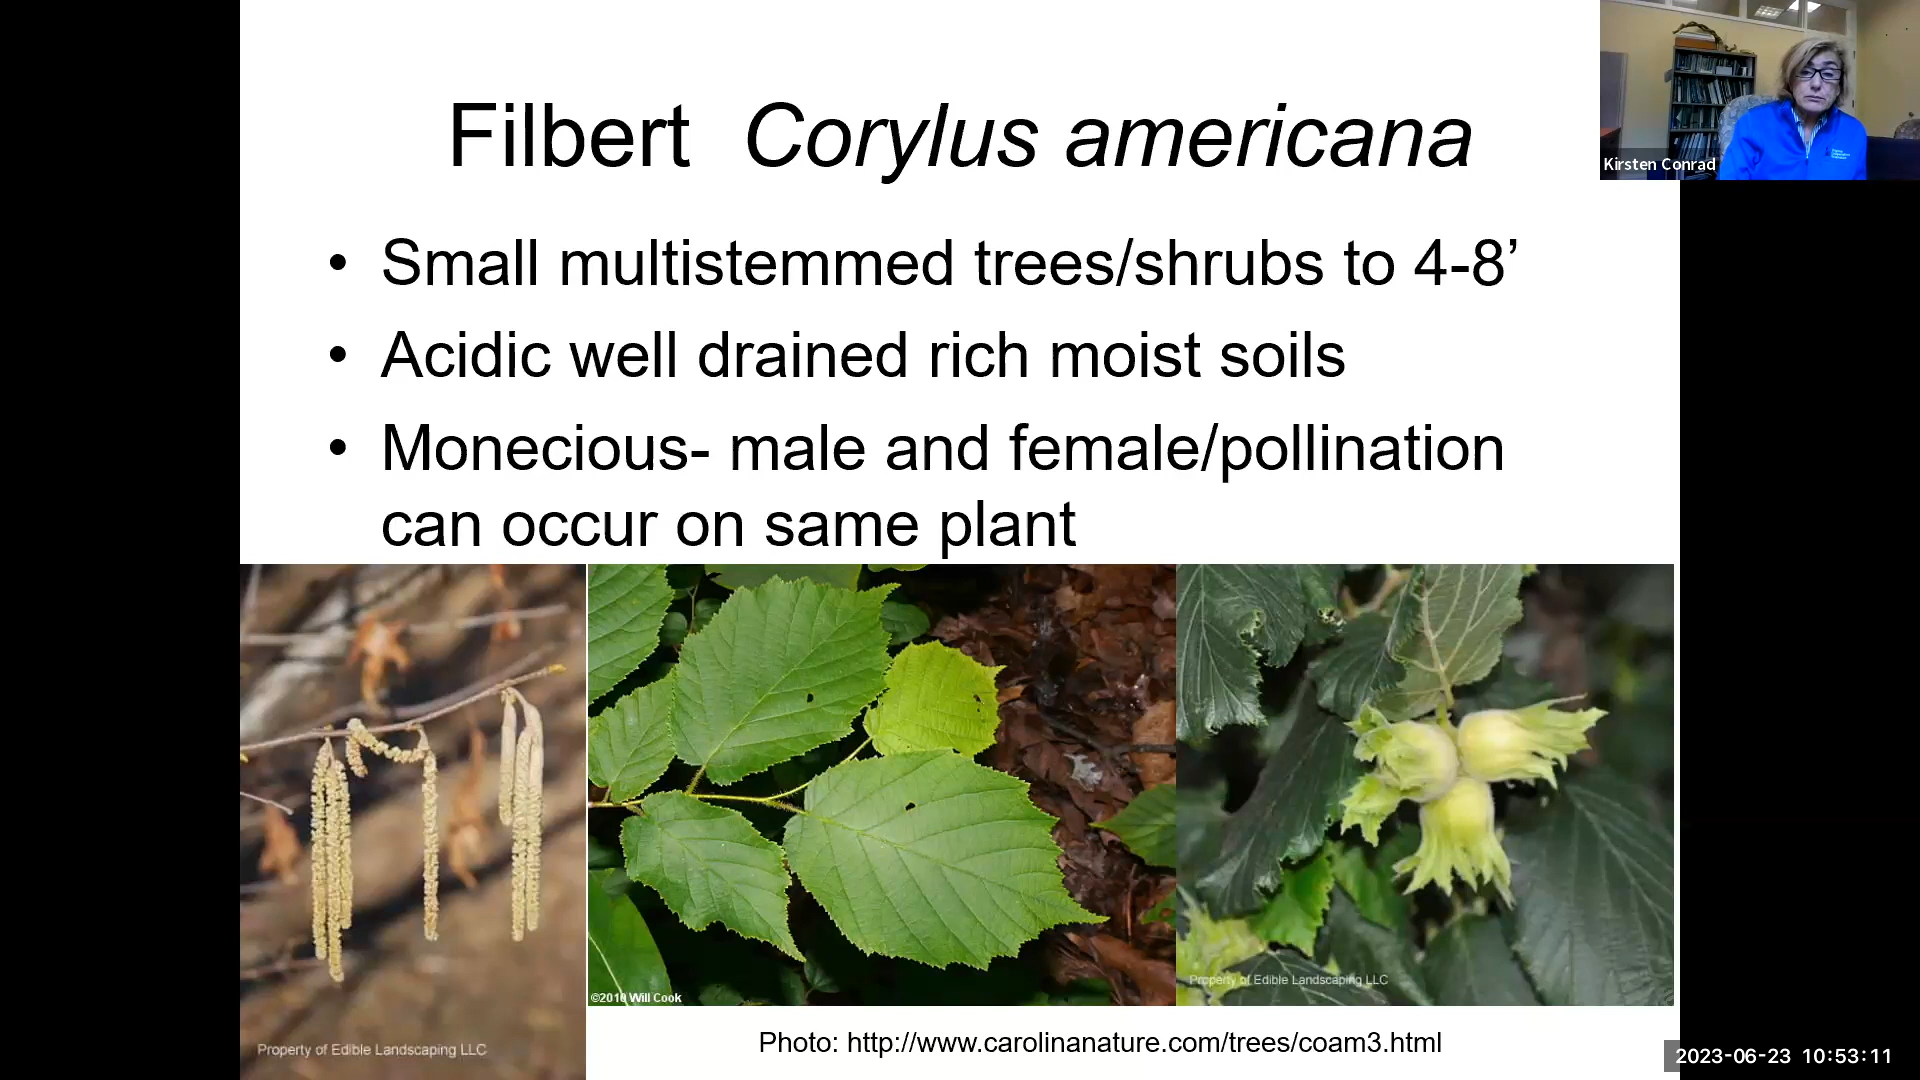 Filbert Corylus americana
Kirsten Conrad
• Small multistemmed trees/shrubs to 4-8’
• Acidic well drained rich moist soils
• Monecious- male and female/pollination
can occur on same plant
Property of Edible Landscaping LLC
©2010 Will Cook
Property of Edible Landscaping LLC
Photo: http://www.carolinanature.com/trees/coam3.html
2023-06-23 10:53:11